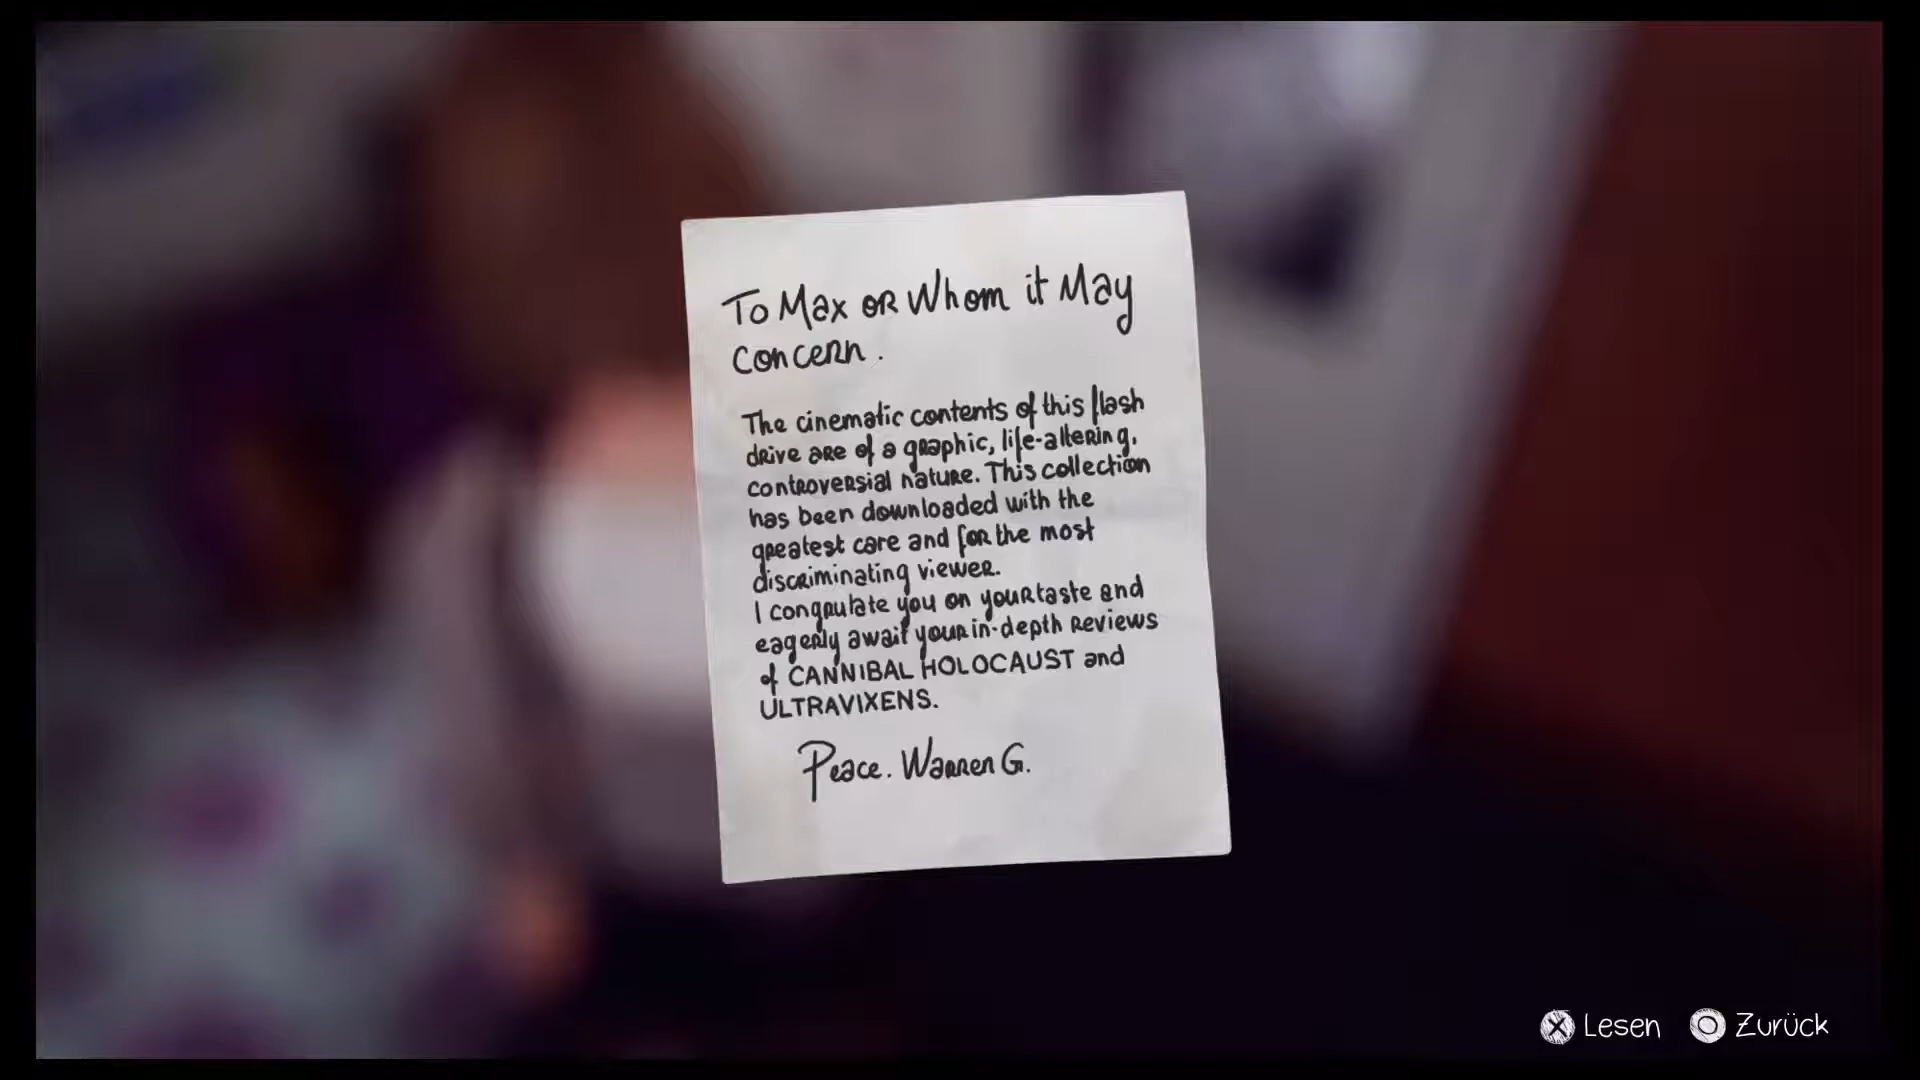 To Max or Whom it May
Concern.
The cinematic contents of this flash
drive are of a graphic, life-altering,
controversial nature. This collection
has been downloaded with the
greatest care and for the most
discriminating viewer.
I congrulate you on your taste and
eagerly await your in-depth reviews
of CANNIBAL HOLOCAUST and
ULTRAVIXENS.
Peace. Warren G.
Lesen Zurück